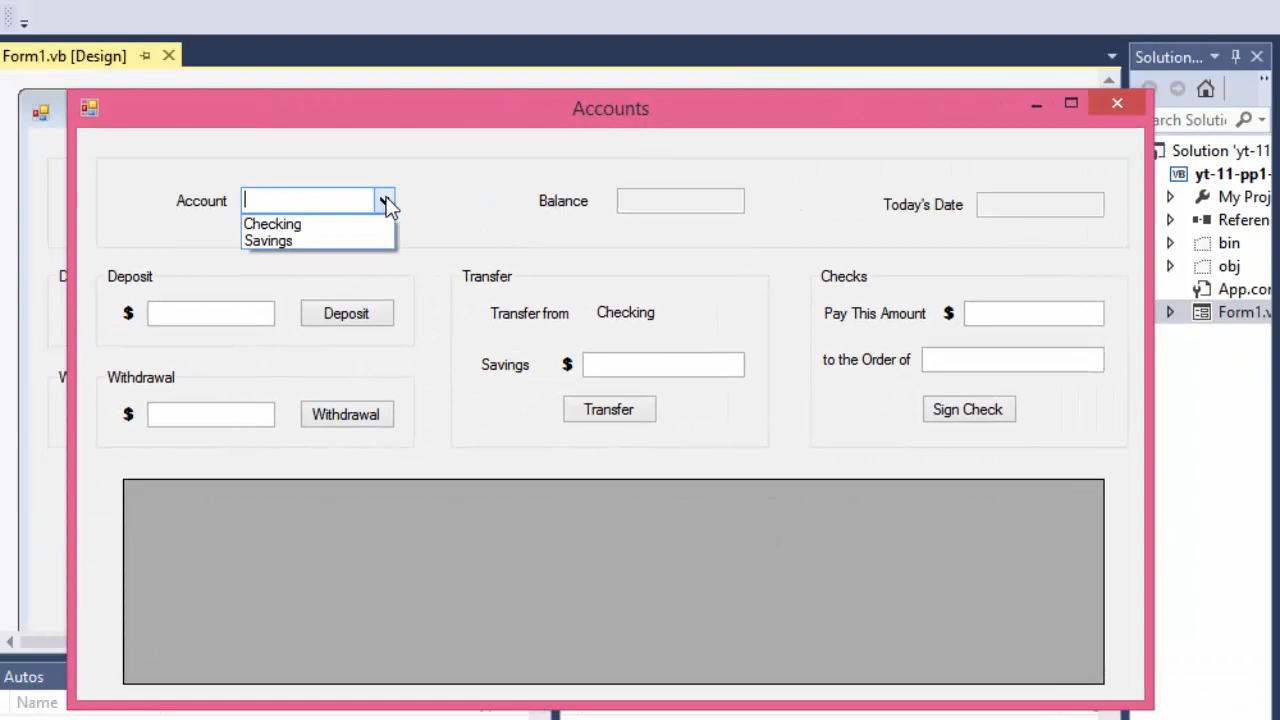 Form1.vb [Design]
Solution...
Accounts
Solution 'yt-11
yt-11-pp1-
My Proj
Referen
bin
obj
App.con
Form1.v
Account
Checking
Savings
Balance
Today's Date
Deposit
$
Deposit
Withdrawal
$
Withdrawal
Transfer
Transfer from Checking
Savings $
Transfer
Checks
Pay This Amount $
to the Order of
Sign Check
Autos
Name